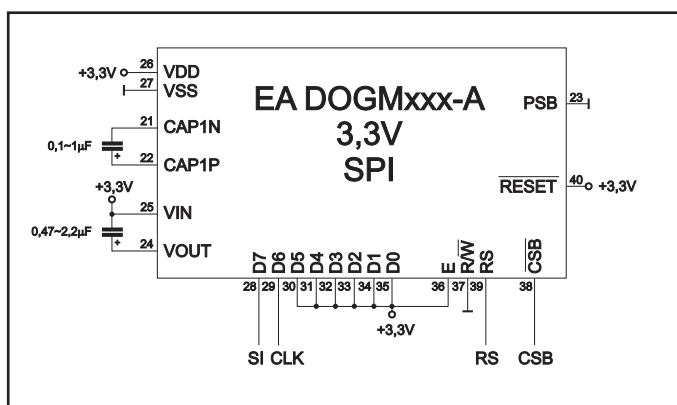 +3,3V
26
VDD
27
VSS
21
CAP1N
0,1~1µF
+
22
CAP1P
+3,3V
25
VIN
0,47~2,2µF
+
24
VOUT
EA DOGMxxx-A
3,3V
SPI
PSB
23
RESET
40
+3,3V
D7
D6
D5
D4
D3
D2
D1
D0
E
R/W
RS
CSB
28
29
30
31
32
33
34
35
36
37
39
38
+3,3V
SI
CLK
RS
CSB